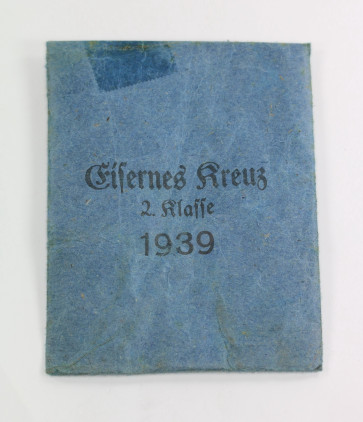 Eisernes Kreuz
2. Klasse
1939